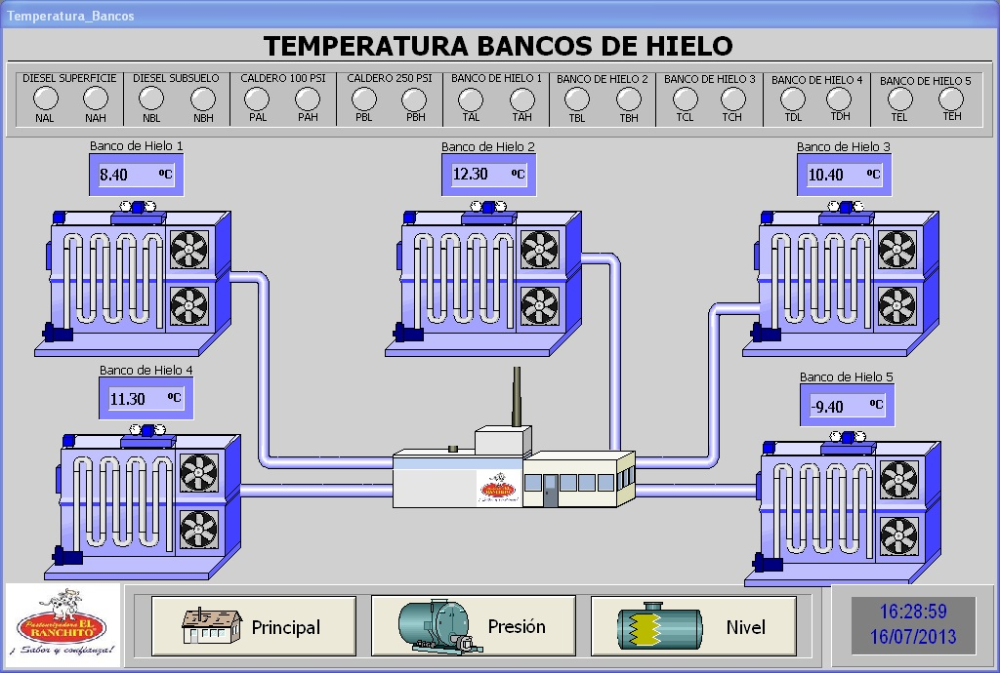 Temperatura_Bancos
TEMPERATURA BANCOS DE HIELO
DIESEL SUPERFICIE
NAL NAH
DIESEL SUBSUELO
NBL NBH
CALDERO 100 PSI
PAL PAH
CALDERO 250 PSI
PBL PBH
BANCO DE HIELO 1
TAL TAH
BANCO DE HIELO 2
TBL TBH
BANCO DE HIELO 3
TCL TCH
BANCO DE HIELO 4
TDL TDH
BANCO DE HIELO 5
TEL TEH
Banco de Hielo 1
8.40 ºC
Banco de Hielo 2
12.30 ºC
Banco de Hielo 3
10.40 ºC
Banco de Hielo 4
11.30 ºC
Banco de Hielo 5
-9.40 ºC
RANCHITO
Pasteurizadora EL
RANCHITO
¡ Sabor y confianza!
Principal
Presión
Nivel
16:28:59
16/07/2013